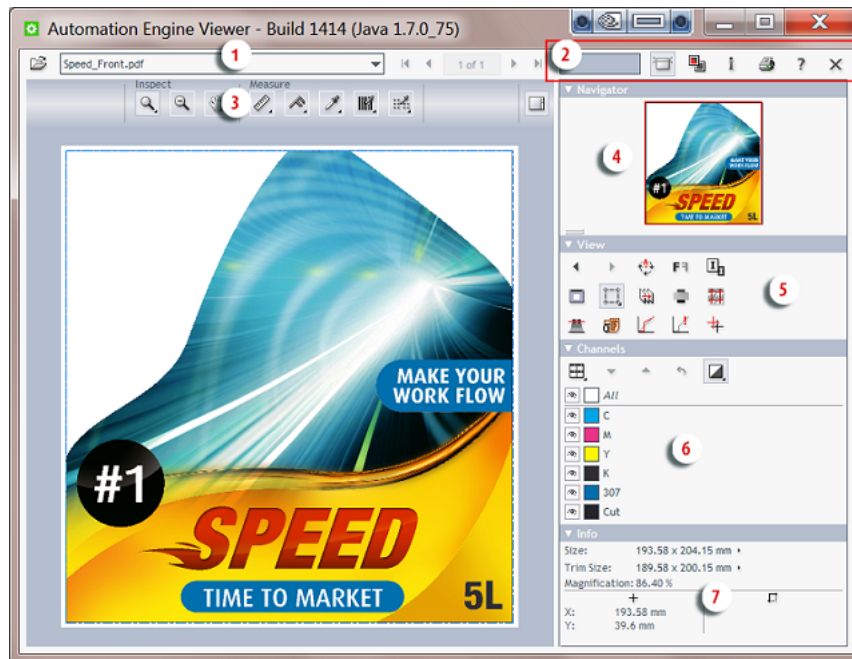 Automation Engine Viewer - Build 1414 (Java 1.7.0_75)
Speed_Front.pdf
1
1 of 1
2
i
?
Inspect
Measure
3
Navigator
4
MAKE YOUR
WORK FLOW
#1
SPEED
TIME TO MARKET
5L
View
5
Channels
All
C
M
Y
K
307
Cut
6
Info
Size: 193.58 x 204.15 mm
Trim Size: 189.58 x 200.15 mm
Magnification: 86.40 %
7
X: 193.58 mm
Y: 39.6 mm
MAKE YOUR
WORK FLOW
#1
SPEED
TIME TO MARKET
5L